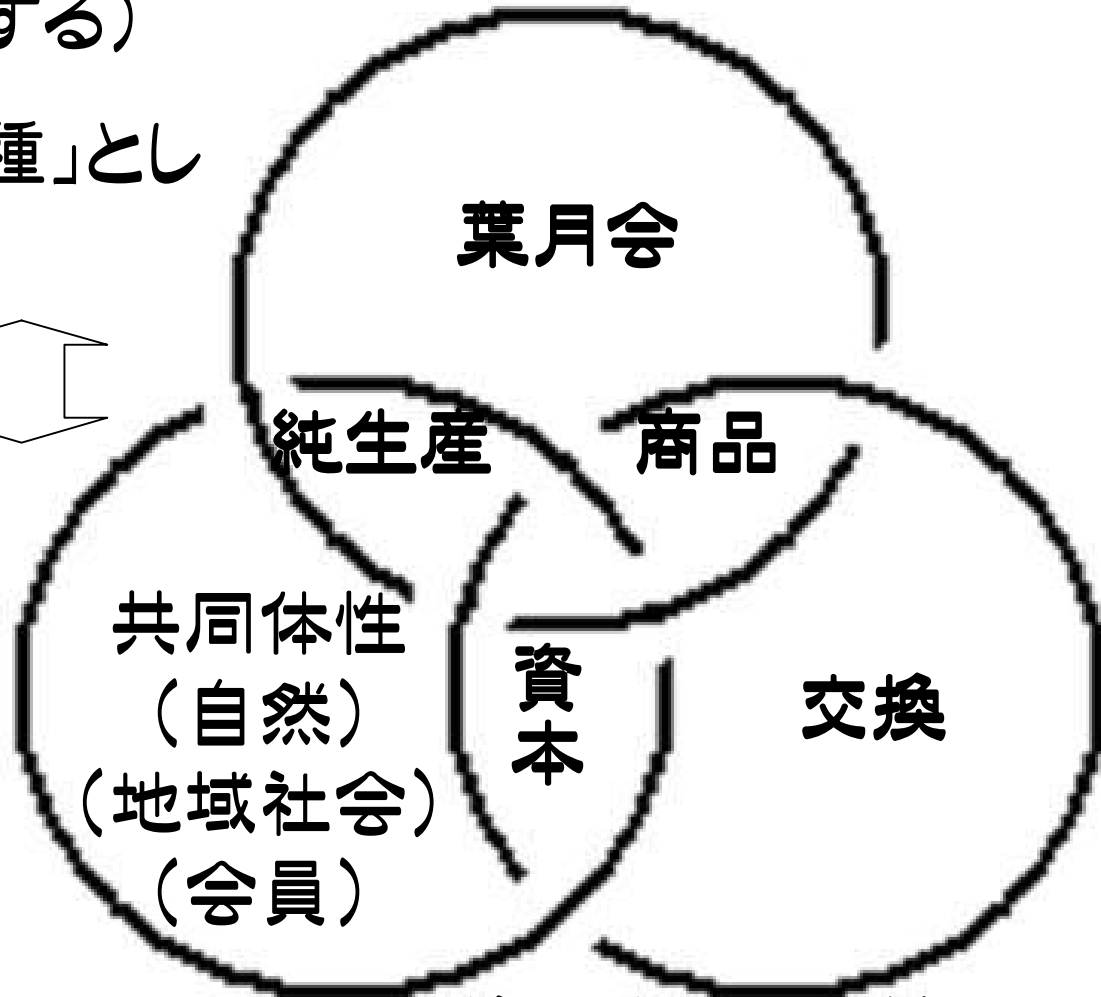 する)
種」とし
葉月会
純生産 商品
共同体性
(自然)
(地域社会)
(会員)
資本
交換